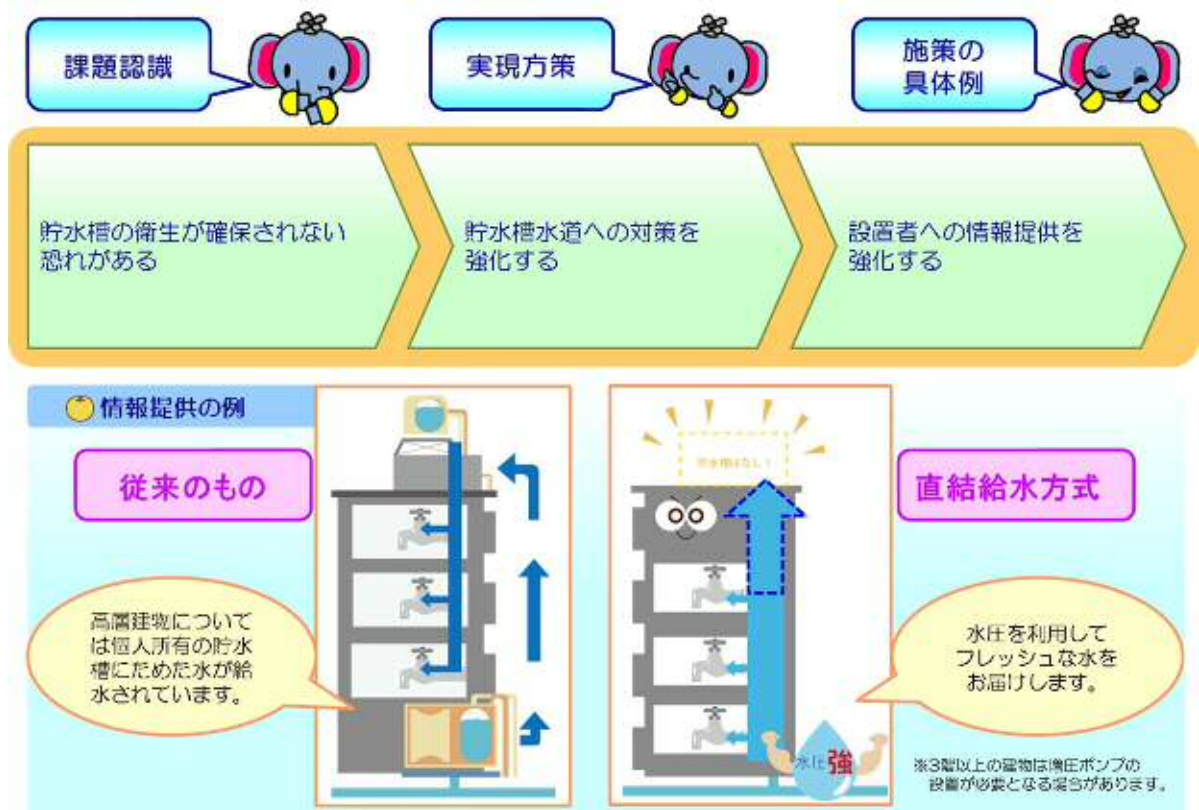 課題認識
実現方策
施策の
具体例
貯水槽の衛生が確保されない
恐れがある
貯水槽水道への対策を
強化する
設置者への情報提供を
強化する
情報提供の例
従来のもの
高層建物について
は個人所有の貯水
槽にためた水が給
水されています。
貯水槽はなし！
直結給水方式
水圧を利用して
フレッシュな水を
お届けします。
水圧強
※3階以上の建物は増圧ポンプの
設置が必要となる場合があります。